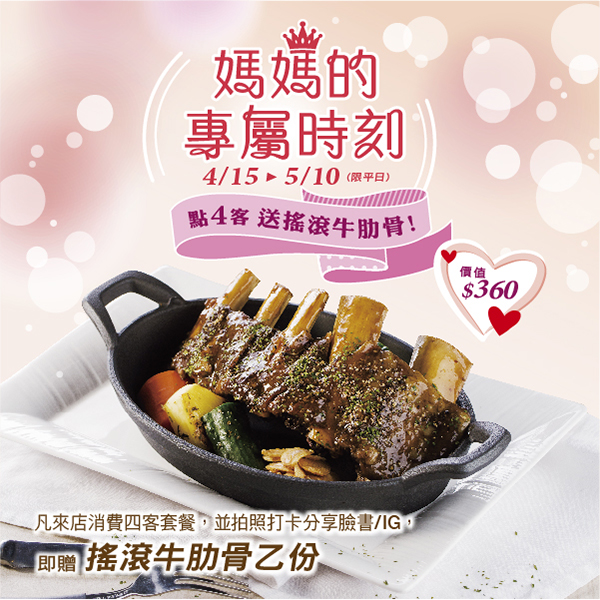 媽媽的
專屬時刻
4/15 ▶ 5/10 (限平日)
點4客 送搖滾牛肋骨!
價值
$360
凡來店消費四客套餐，並拍照打卡分享臉書/IG，
即贈 搖滾牛肋骨乙份